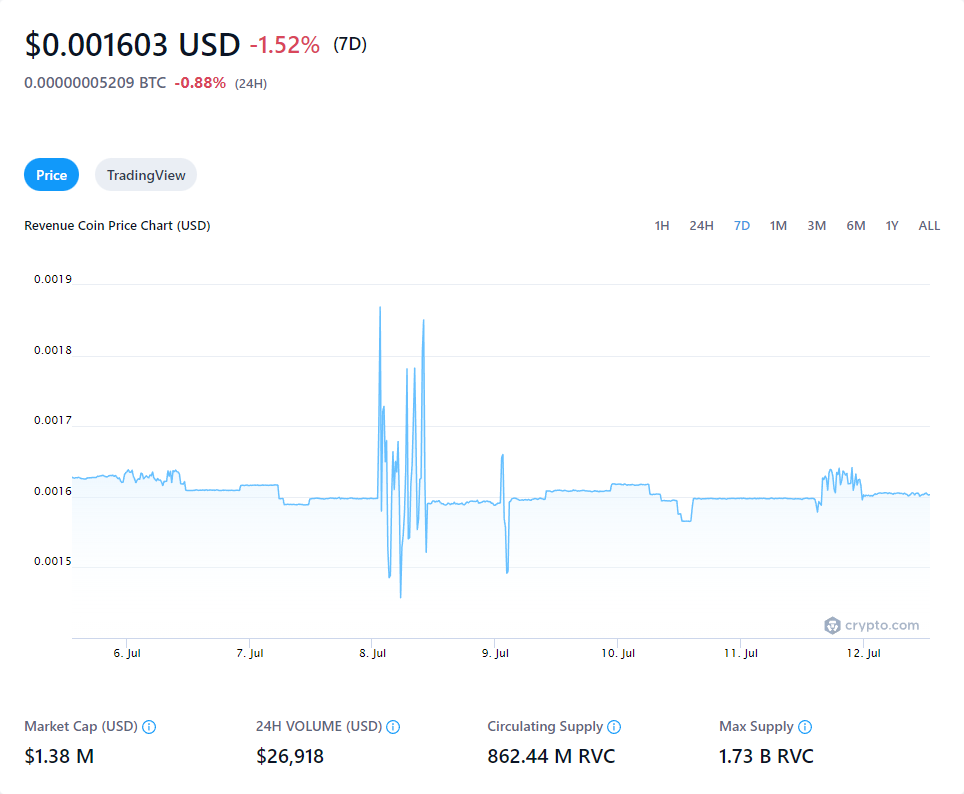 $0.001603 USD -1.52% (7D)
0.00000005209 BTC -0.88% (24H)
Price TradingView
Revenue Coin Price Chart (USD) 1H 24H 7D 1M 3M 6M 1Y ALL
0.0019
0.0018
0.0017
0.0016
0.0015
crypto.com
6. Jul 7. Jul 8. Jul 9. Jul 10. Jul 11. Jul 12. Jul
Market Cap (USD) 24H VOLUME (USD) Circulating Supply Max Supply
$1.38 M $26,918 862.44 M RVC 1.73 B RVC